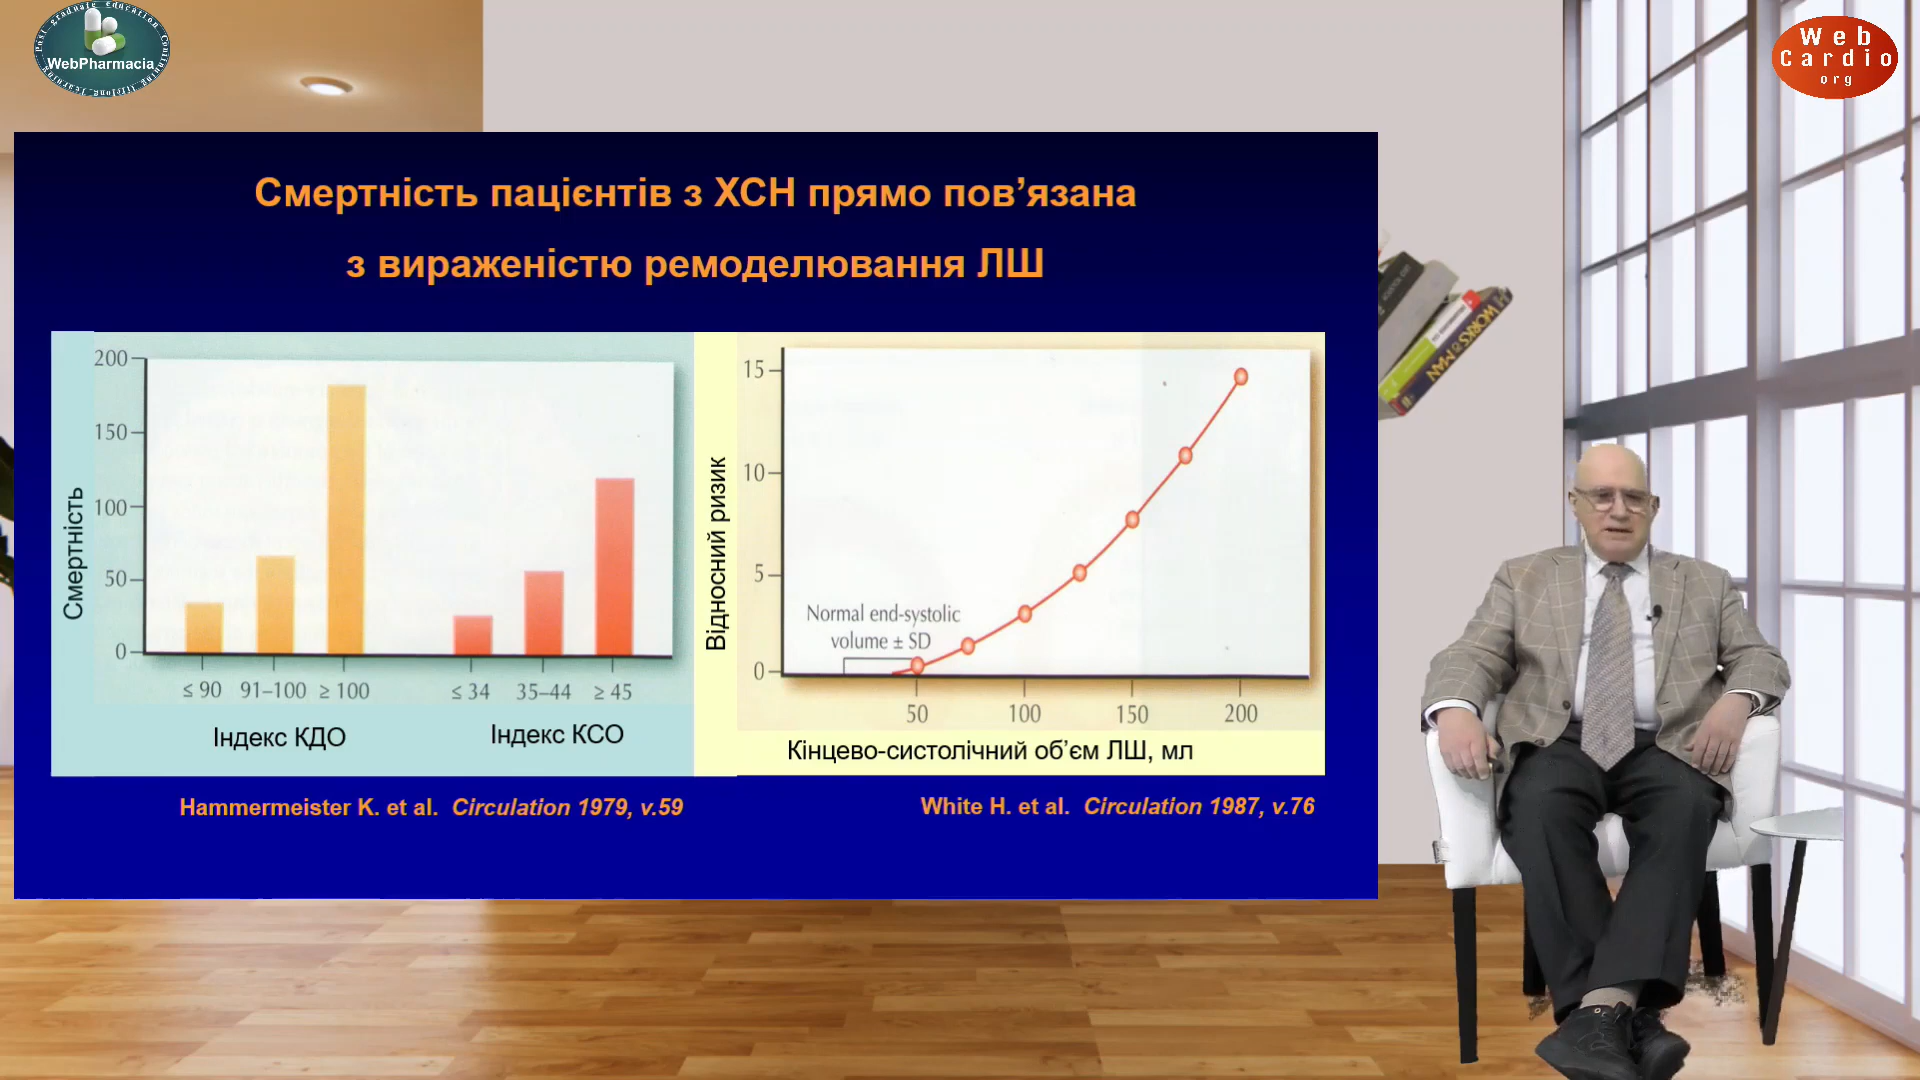 WebPharmacia
Web
Cardio
org
Смертність пацієнтів з ХСН прямо пов’язана
з вираженістю ремоделювання ЛШ
Смертність
200
150
100
50
0
≤ 90 91–100 ≥ 100 ≤ 34 35–44 ≥ 45
Індекс КДО Індекс КСО
Відносний ризик
15
10
5
0
Normal end-systolic
volume ± SD
50 100 150 200
Кінцево-систолічний об’єм ЛШ, мл
Hammermeister K. et al. Circulation 1979, v.59
White H. et al. Circulation 1987, v.76
WORKS OF MAN